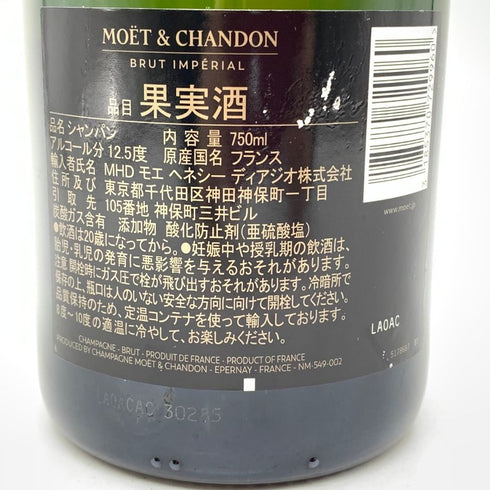 MOËT & CHANDON
BRUT IMPÉRIAL
品目 果実酒
品名 シャンパン 内容量 750ml
アルコール分 12.5度 原産国名 フランス
輸入者氏名 MHD モエ ヘネシー ディアジオ株式会社
住所及び 東京都千代田区神田神保町一丁目
引取先 105番地 神保町三井ビル
炭酸ガス含有 添加物 酸化防止剤(亜硫酸塩)
●飲酒は20歳になってから。●妊娠中や授乳期の飲酒は、
胎児・乳児の発育に悪影響を与えるおそれがあります。
注意 開栓時にガス圧で栓が飛び出すおそれがあります。冷暗所で
保存の上、瓶口は人のいない安全な方向に向けて開栓してください。
品質保持のため、定温コンテナを使って輸入しております。
8度〜10度の適温に冷やして、お楽しみください。
CHAMPAGNE - BRUT - PRODUIT DE FRANCE - PRODUCT OF FRANCE
PRODUCED BY CHAMPAGNE MOËT & CHANDON - EPERNAY - FRANCE - NM-549-002
www.moet.jp
LA0AC
LA0ACAC 30285